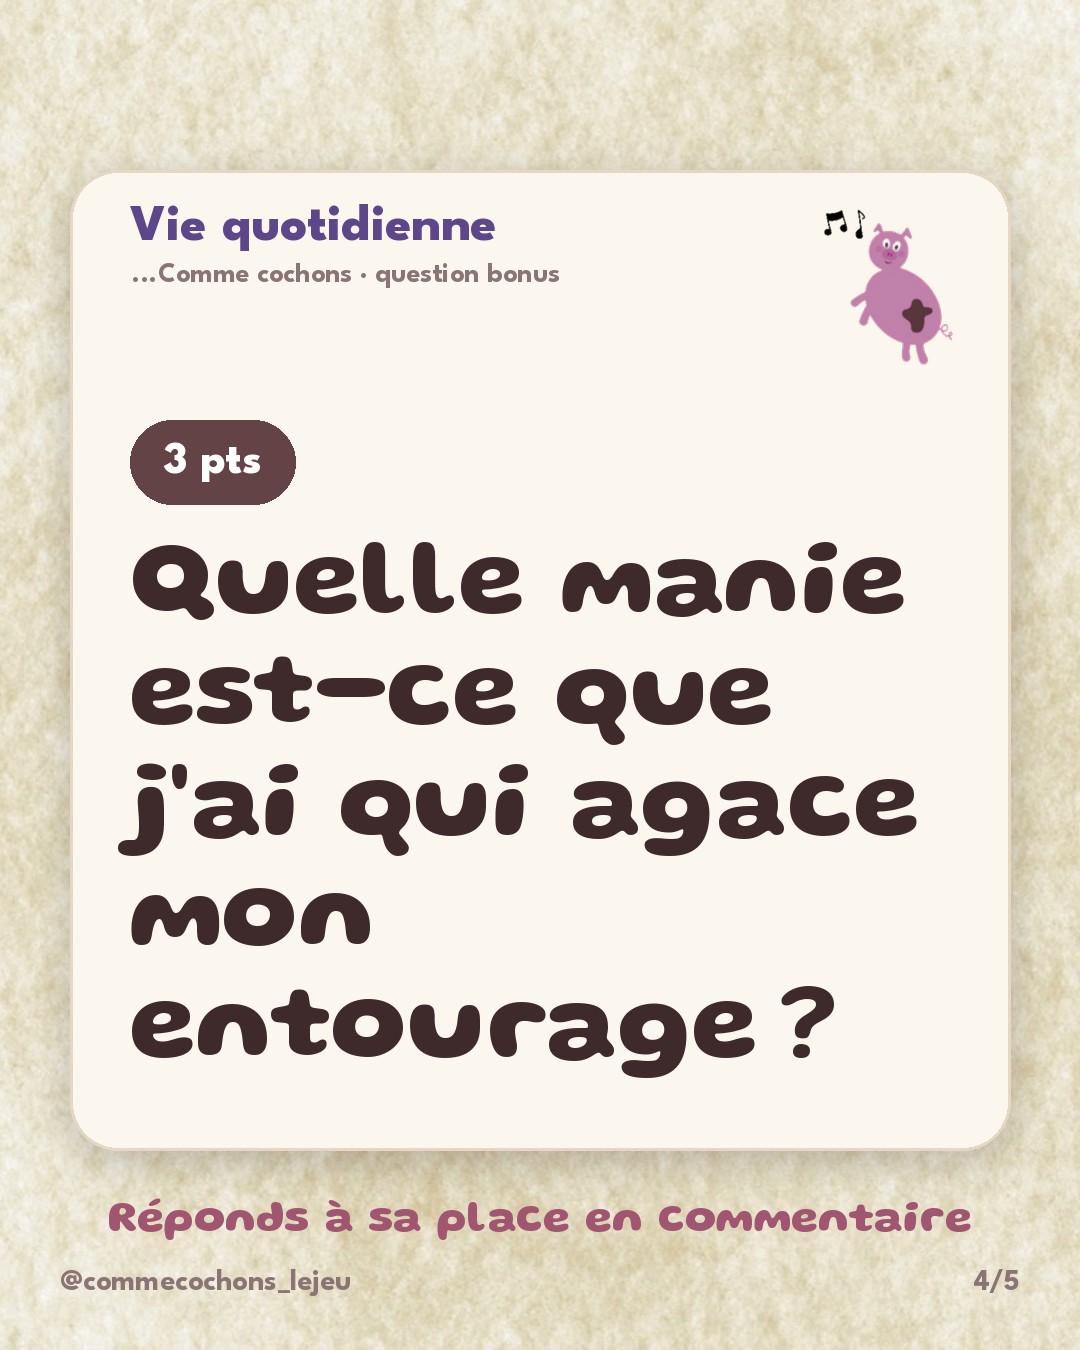 Vie quotidienne
...Comme cochons · question bonus
3 pts
Quelle manie
est-ce que
j'ai qui agace
mon
entourage ?
Réponds à sa place en commentaire
@commecochons_lejeu
4/5